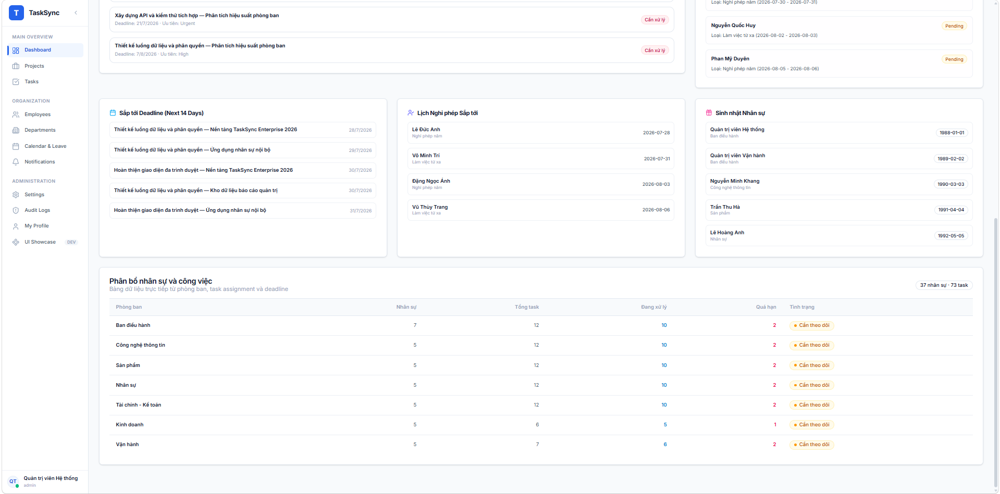 T TaskSync
MAIN OVERVIEW
Dashboard
Projects
Tasks
ORGANIZATION
Employees
Departments
Calendar & Leave
Notifications
ADMINISTRATION
Settings
Audit Logs
My Profile
UI Showcase DEV
QT Quản trị viên Hệ thống
admin
Xây dựng API và kiểm thử tích hợp — Phân tích hiệu suất phòng ban
Deadline: 21/7/2026 · Ưu tiên: Urgent
Cần xử lý
Thiết kế luồng dữ liệu và phân quyền — Phân tích hiệu suất phòng ban
Deadline: 7/8/2026 · Ưu tiên: High
Cần xử lý
Loại: Nghỉ phép năm (2026-07-30 - 2026-07-31)
Nguyễn Quốc Huy
Pending
Loại: Làm việc từ xa (2026-08-02 - 2026-08-03)
Phan Mỹ Duyên
Pending
Loại: Nghỉ phép năm (2026-08-05 - 2026-08-06)
Sắp tới Deadline (Next 14 Days)
Thiết kế luồng dữ liệu và phân quyền — Nền tảng TaskSync Enterprise 2026 28/7/2026
Thiết kế luồng dữ liệu và phân quyền — Ứng dụng nhân sự nội bộ 29/7/2026
Hoàn thiện giao diện đa trình duyệt — Nền tảng TaskSync Enterprise 2026 30/7/2026
Thiết kế luồng dữ liệu và phân quyền — Kho dữ liệu báo cáo quản trị 30/7/2026
Hoàn thiện giao diện đa trình duyệt — Ứng dụng nhân sự nội bộ 31/7/2026
Lịch Nghỉ phép Sắp tới
Lê Đức Anh
Nghỉ phép năm
2026-07-28
Võ Minh Trí
Làm việc từ xa
2026-07-31
Đặng Ngọc Ánh
Nghỉ phép năm
2026-08-03
Vũ Thùy Trang
Làm việc từ xa
2026-08-06
Sinh nhật Nhân sự
Quản trị viên Hệ thống
Ban điều hành
1988-01-01
Quản trị viên Vận hành
Ban điều hành
1989-02-02
Nguyễn Minh Khang
Công nghệ thông tin
1990-03-03
Trần Thu Hà
Sản phẩm
1991-04-04
Lê Hoàng Anh
Nhân sự
1992-05-05
Phân bổ nhân sự và công việc
Bảng dữ liệu trực tiếp từ phòng ban, task assignment và deadline
37 nhân sự · 73 task
Phòng ban Nhân sự Tổng task Đang xử lý Quá hạn Tình trạng
Ban điều hành 7 12 10 2 Cần theo dõi
Công nghệ thông tin 5 12 10 2 Cần theo dõi
Sản phẩm 5 12 10 2 Cần theo dõi
Nhân sự 5 12 10 2 Cần theo dõi
Tài chính - Kế toán 5 12 10 2 Cần theo dõi
Kinh doanh 5 6 5 1 Cần theo dõi
Vận hành 5 7 6 2 Cần theo dõi